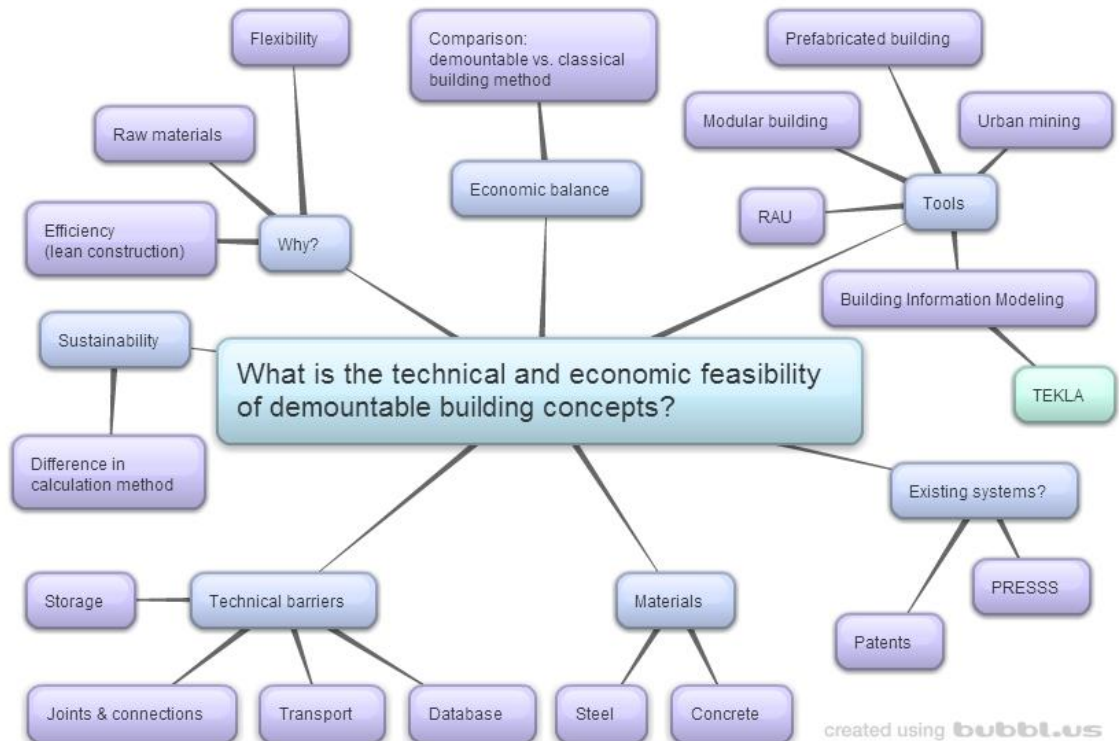 Flexibility
Comparison:
demountable vs. classical
building method
Prefabricated building
Raw materials
Modular building
Urban mining
Economic balance
Tools
RAU
Efficiency
(lean construction)
Why?
Building Information Modeling
Sustainability
What is the technical and economic feasibility
of demountable building concepts?
TEKLA
Difference in
calculation method
Existing systems?
Storage
Technical barriers
Materials
PRESSS
Patents
Joints & connections
Transport
Database
Steel
Concrete
created using bubbl.us